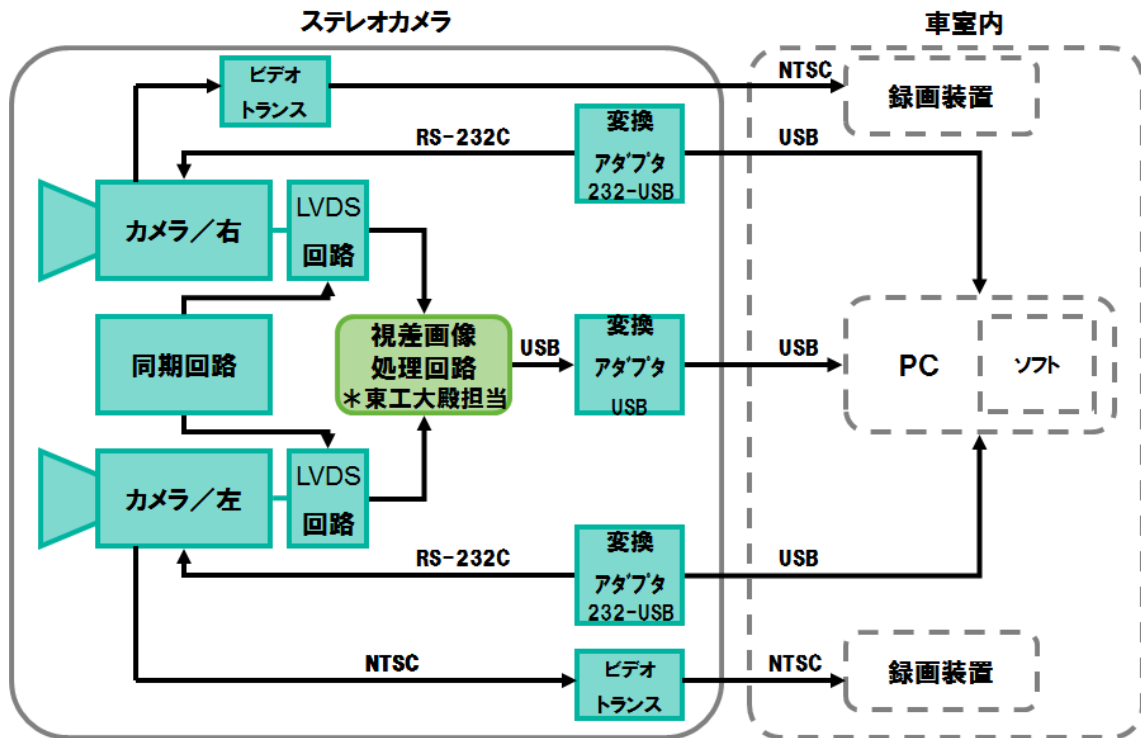 ステレオカメラ
車室内
ビデオ
トランス
NTSC
録画装置
RS-232C
変換
アダプタ
232-USB
USB
カメラ／右
LVDS
回路
同期回路
視差画像
処理回路
＊東工大殿担当
USB
変換
アダプタ
USB
USB
PC
ソフト
カメラ／左
LVDS
回路
RS-232C
変換
アダプタ
232-USB
USB
NTSC
ビデオ
トランス
NTSC
録画装置